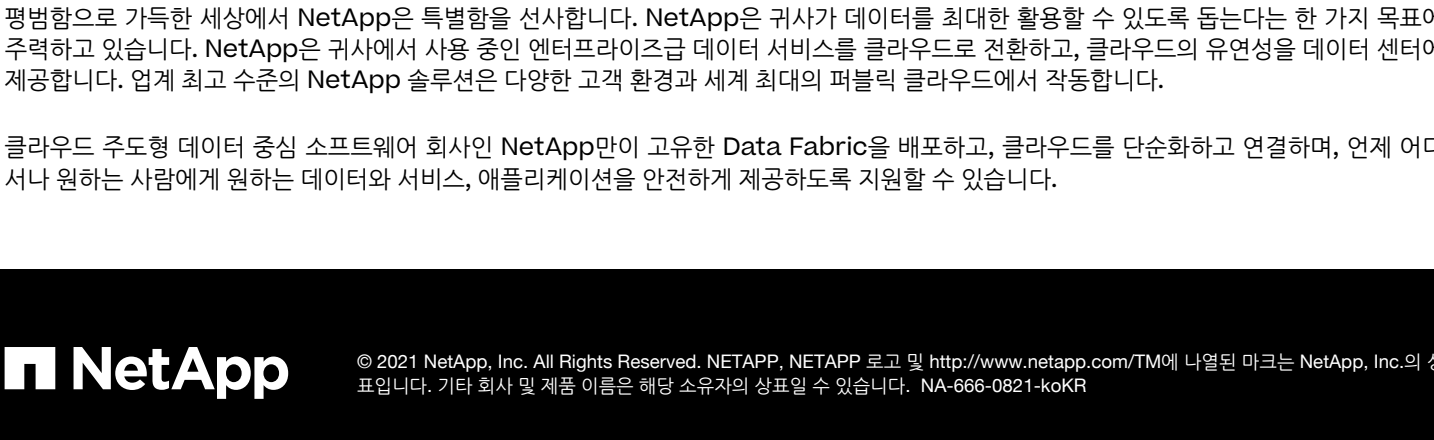 평범함으로 가득한 세상에서 NetApp은 특별함을 선사합니다. NetApp은 귀사가 데이터를 최대한 활용할 수 있도록 돕는다는 한 가지 목표에
주력하고 있습니다. NetApp은 귀사에서 사용 중인 엔터프라이즈급 데이터 서비스를 클라우드로 전환하고, 클라우드의 유연성을 데이터 센터에
제공합니다. 업계 최고 수준의 NetApp 솔루션은 다양한 고객 환경과 세계 최대의 퍼블릭 클라우드에서 작동합니다.
클라우드 주도형 데이터 중심 소프트웨어 회사인 NetApp만이 고유한 Data Fabric을 배포하고, 클라우드를 단순화하고 연결하며, 언제 어디
서나 원하는 사람에게 원하는 데이터와 서비스, 애플리케이션을 안전하게 제공하도록 지원할 수 있습니다.
NetApp
© 2021 NetApp, Inc. All Rights Reserved. NETAPP, NETAPP 로고 및 http://www.netapp.com/TM에 나열된 마크는 NetApp, Inc.의 상
표입니다. 기타 회사 및 제품 이름은 해당 소유자의 상표일 수 있습니다. NA-666-0821-koKR